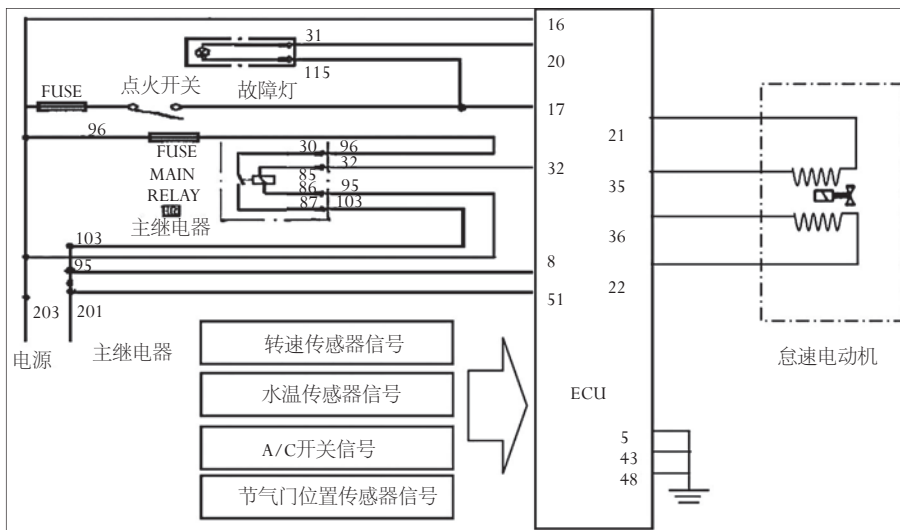 16
31
20
115
点火开关
故障灯
FUSE
17
96
21
FUSE
30
96
32
MAIN
85
32
35
RELAY
86
95
87
103
主继电器
36
103
95
8
22
51
203
201
电源
主继电器
转速传感器信号
怠速电动机
水温传感器信号
ECU
A/C开关信号
5
43
48
节气门位置传感器信号